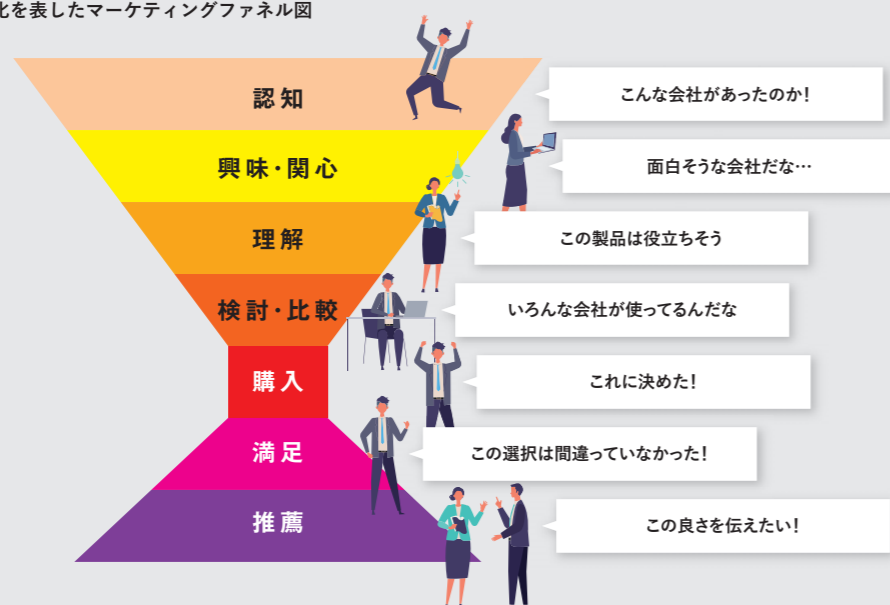 化を表したマーケティングファネル図
認知
こんな会社があったのか！
興味・関心
面白そうな会社だな…
理解
この製品は役立ちそう
検討・比較
いろんな会社が使ってるんだな
購入
これに決めた！
満足
この選択は間違っていなかった！
推薦
この良さを伝えたい！